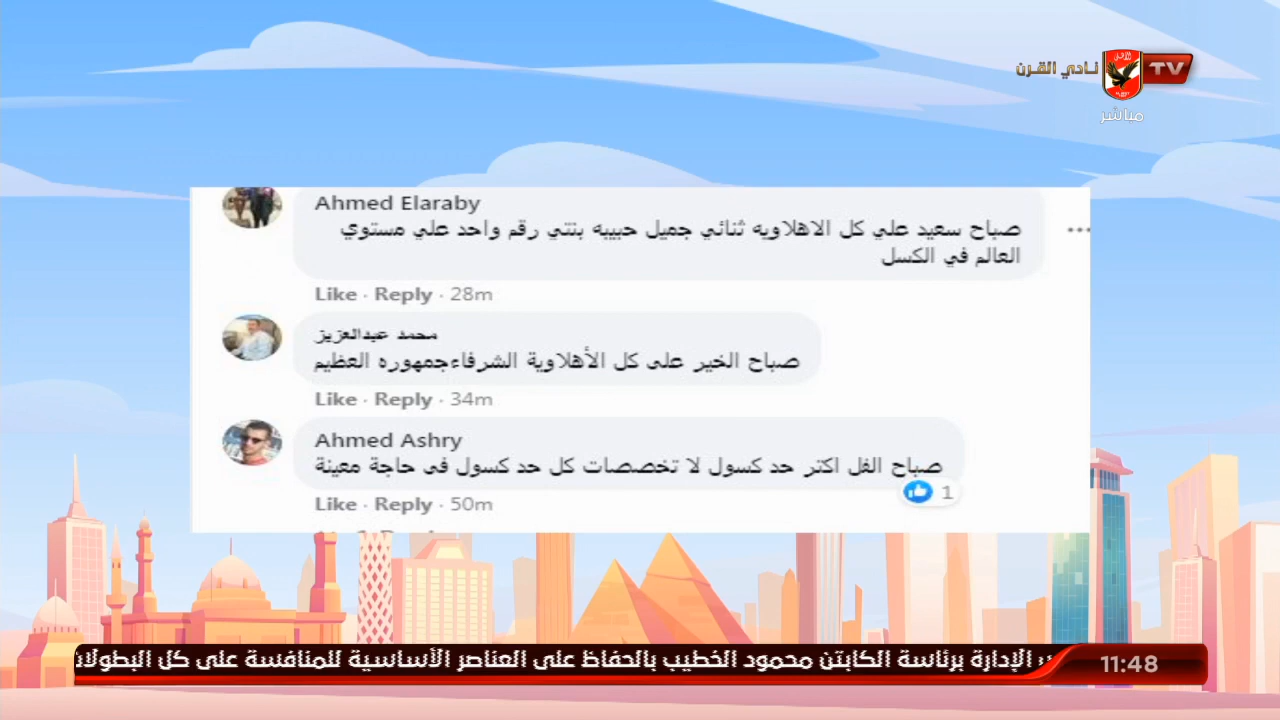 نادي القرن
TV
مباشر
Ahmed Elaraby
صباح سعيد علي كل الاهلاويه ثنائي جميل حبيبه بنتي رقم واحد علي مستوي
العالم في الكسل
Like · Reply · 28m
محمد عبدالعزيز
صباح الخير على كل الأهلاوية الشرفاءجمهوره العظيم
Like · Reply · 34m
Ahmed Ashry
صباح الفل اكتر حد كسول لا تخصصات كل حد كسول فى حاجة معينة
1
Like · Reply · 50m
الإدارة برئاسة الكابتن محمود الخطيب بالحفاظ على العناصر الأساسية للمنافسة على كل البطولات
11:48